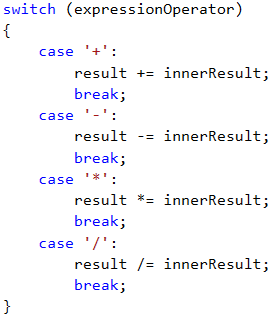 switch (expressionOperator)
{
    case '+':
        result += innerResult;
        break;
    case '-':
        result -= innerResult;
        break;
    case '*':
        result *= innerResult;
        break;
    case '/':
        result /= innerResult;
        break;
}